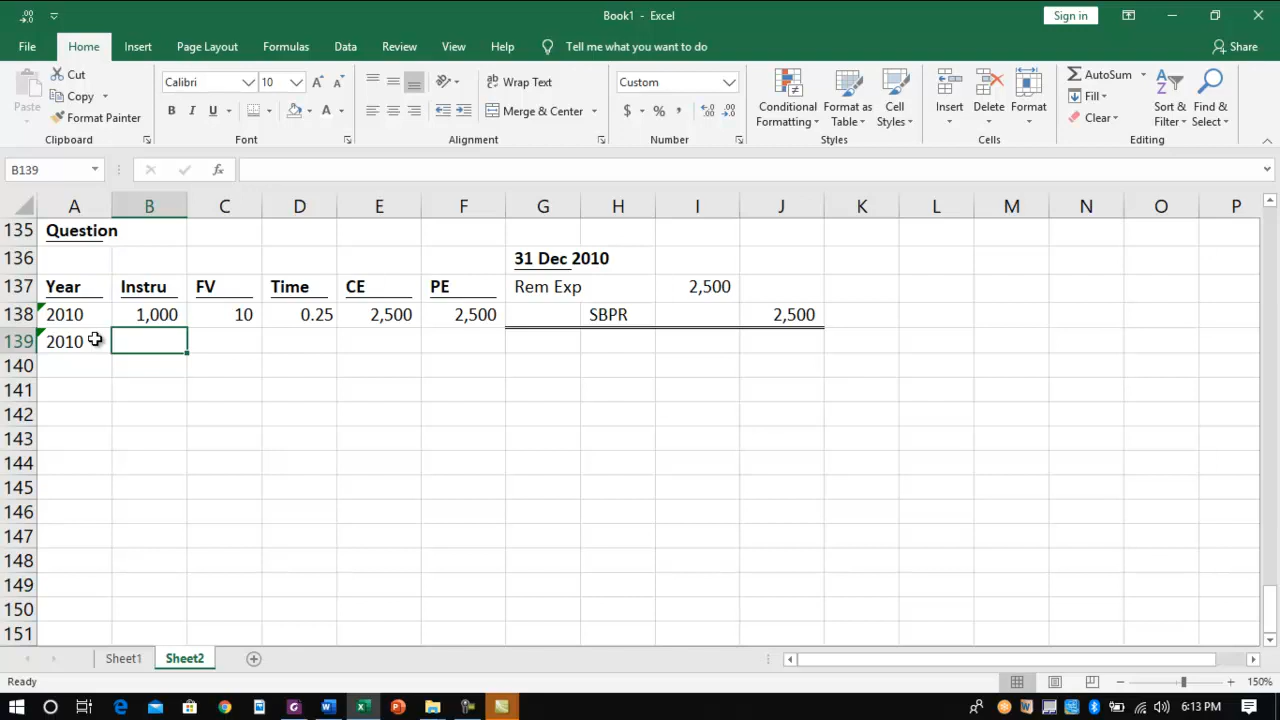 Book1 - Excel
Sign in
File Home Insert Page Layout Formulas Data Review View Help Tell me what you want to do Share
Paste
Cut
Copy
Format Painter
Clipboard
Calibri 10
B I U A
Font
Wrap Text
Merge & Center
Alignment
Custom
$ % ,
Number
Conditional Formatting
Format as Table
Cell Styles
Styles
Insert Delete Format
Cells
AutoSum
Fill
Clear
Sort & Filter
Find & Select
Editing
B139 fx
A B C D E F G H I J K L M N O P
135 Question
136 31 Dec 2010
137 Year Instru FV Time CE PE Rem Exp 2,500
138 2010 1,000 10 0.25 2,500 2,500 SBPR 2,500
139 2010
140
141
142
143
144
145
146
147
148
149
150
151
Sheet1 Sheet2
Ready 150%
6:13 PM